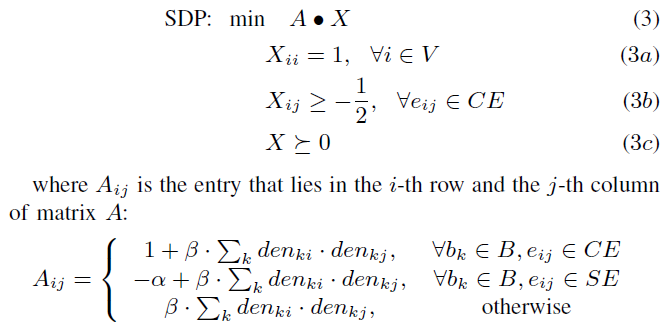 SDP: min A • X (3)
X_{ii} = 1, ∀i ∈ V (3a)
X_{ij} ≥ -\frac{1}{2}, ∀e_{ij} ∈ CE (3b)
X ⪰ 0 (3c)
where A_{ij} is the entry that lies in the i-th row and the j-th column
of matrix A:
A_{ij} = { 1 + β · ∑_k den_{ki} · den_{kj}, ∀b_k ∈ B, e_{ij} ∈ CE
-α + β · ∑_k den_{ki} · den_{kj}, ∀b_k ∈ B, e_{ij} ∈ SE
β · ∑_k den_{ki} · den_{kj}, otherwise